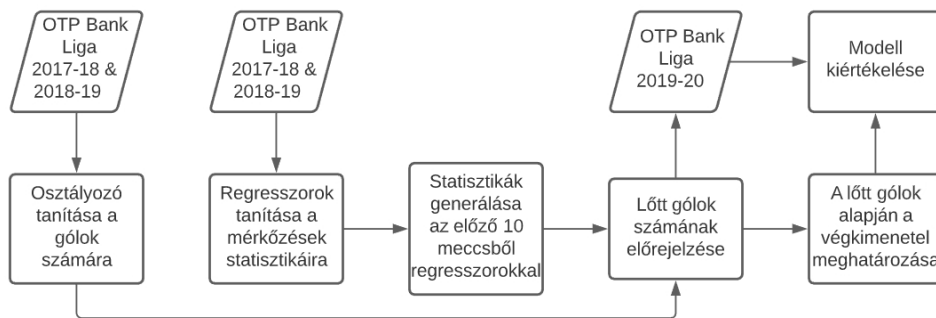 OTP Bank
Liga
2017-18 &
2018-19
OTP Bank
Liga
2017-18 &
2018-19
OTP Bank
Liga
2019-20
Modell
kiértékelése
Osztályozó
tanítása a
gólok
számára
Regresszorok
tanítása a
mérkőzések
statisztikáira
Statisztikák
generálása
az előző 10
meccsből
regresszorokkal
Lőtt gólok
számának
előrejelzése
A lőtt gólok
alapján a
végkimenetel
meghatározása